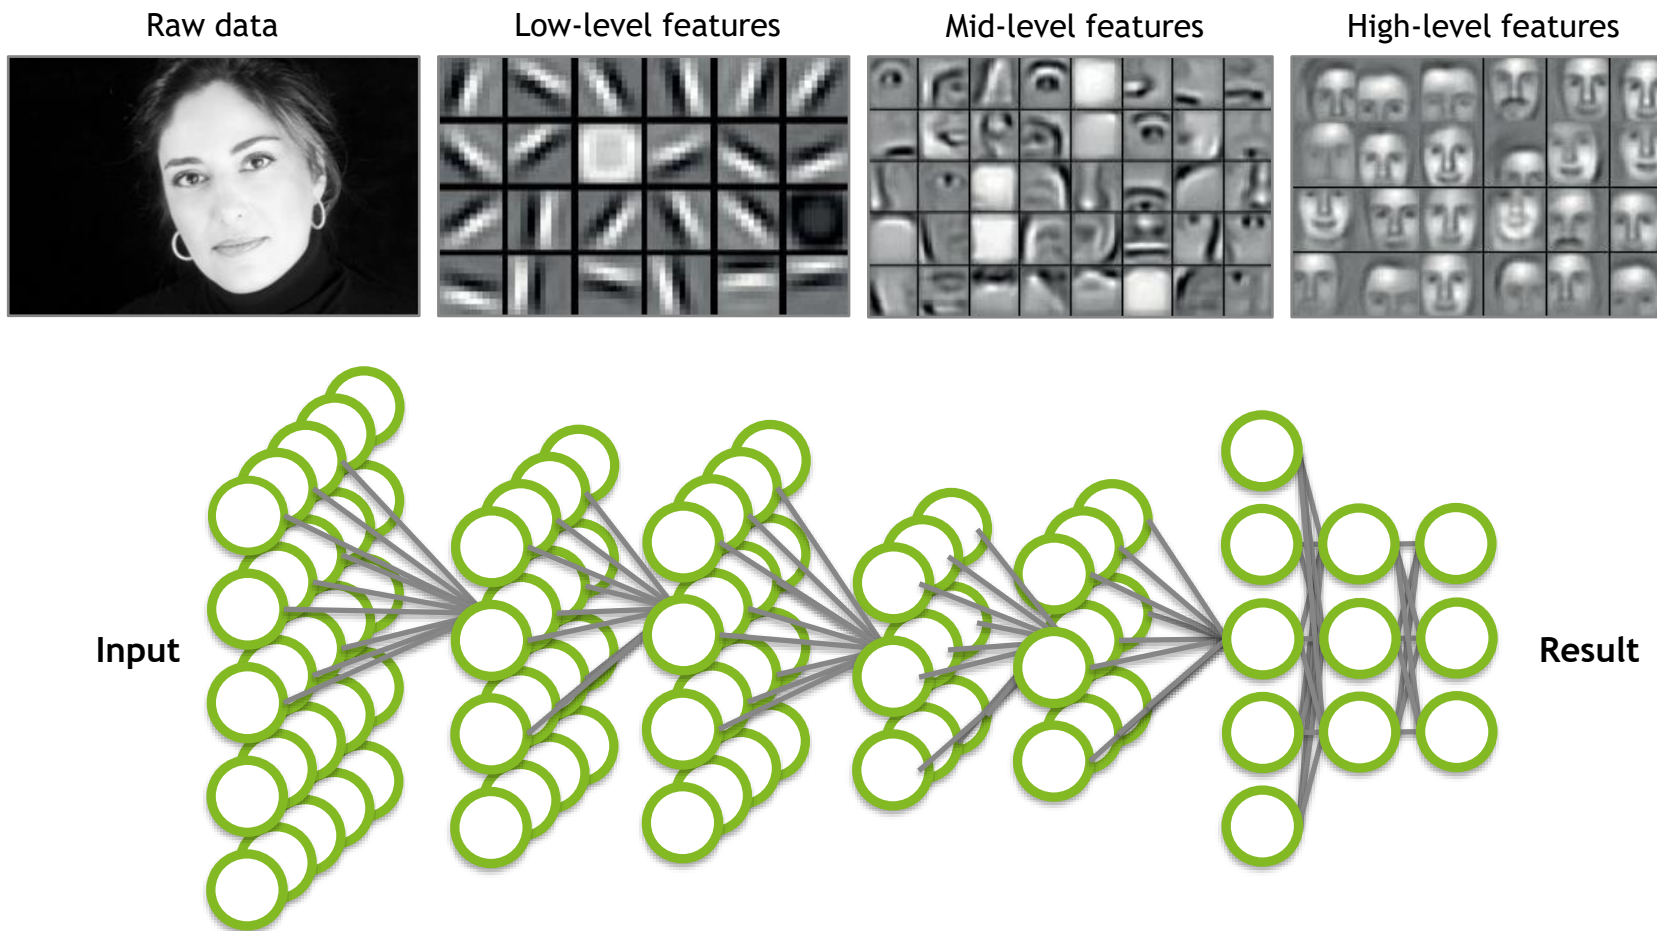 Raw data
Low-level features
Mid-level features
High-level features
Input
Result